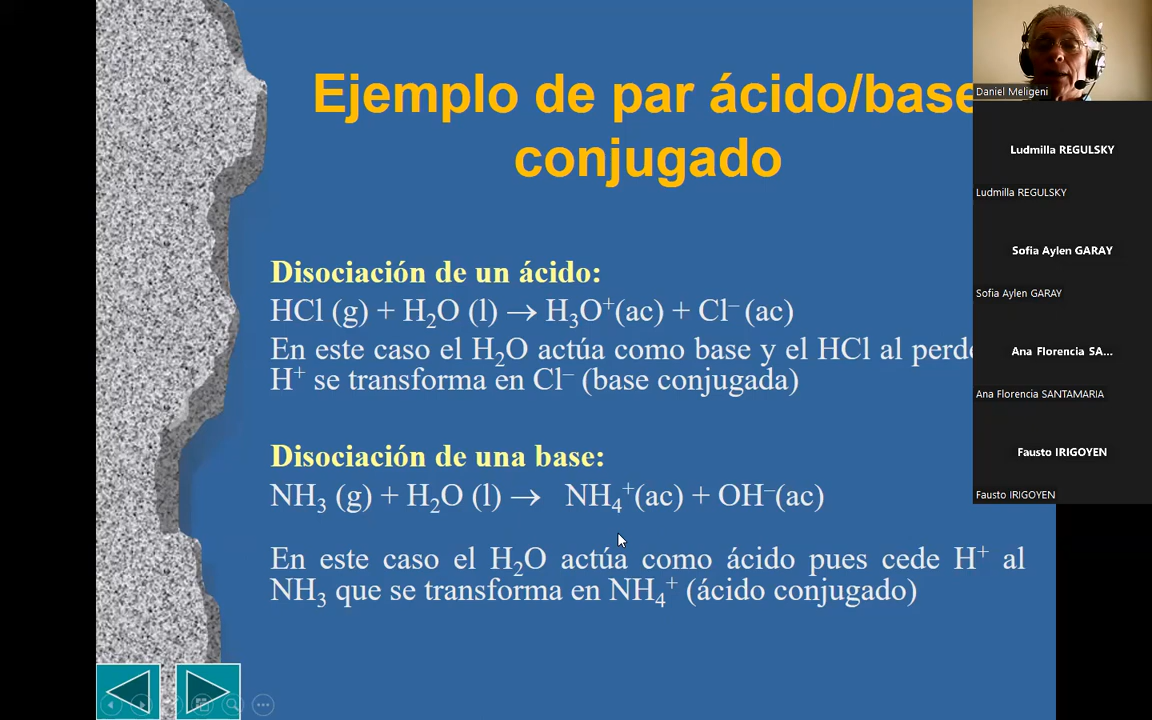 Ejemplo de par ácido/base
conjugado
Disociación de un ácido:
HCl (g) + H₂O (l) → H₃O⁺(ac) + Cl⁻ (ac)
En este caso el H₂O actúa como base y el HCl al
H⁺ se transforma en Cl⁻ (base conjugada)
Disociación de una base:
NH₃ (g) + H₂O (l) → NH₄⁺(ac) + OH⁻(ac)
En este caso el H₂O actúa como ácido pues cede H⁺ al
NH₃ que se transforma en NH₄⁺ (ácido conjugado)
Daniel Meligeni
Ludmilla REGULSKY
Ludmilla REGULSKY
Sofia Aylen GARAY
Sofia Aylen GARAY
Ana Florencia SA...
Ana Florencia SANTAMARIA
Fausto IRIGOYEN
Fausto IRIGOYEN